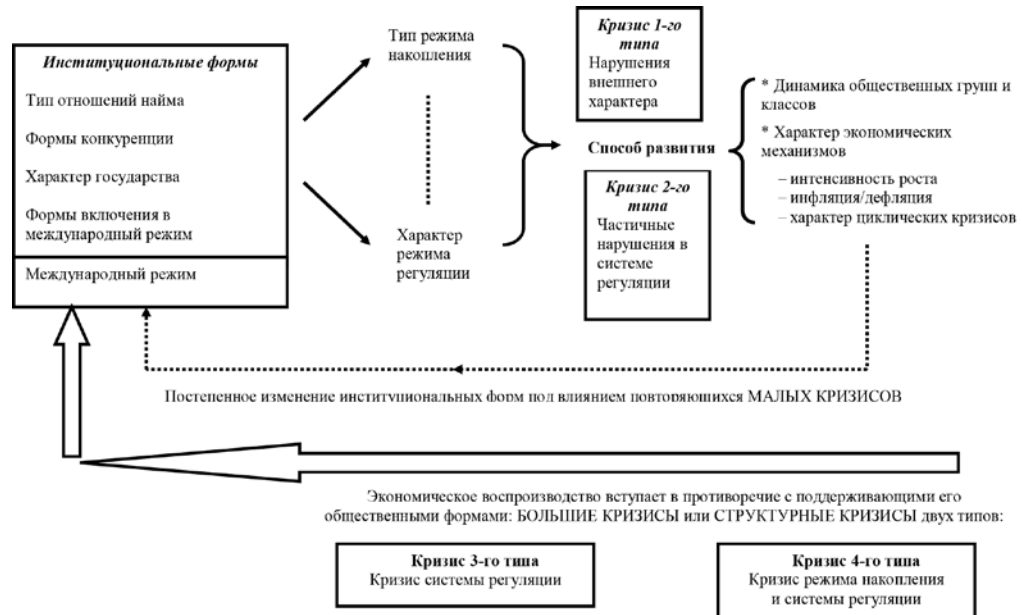 Институциональные формы
Тип отношений найма
Формы конкуренции
Характер государства
Формы включения в
международный режим
Международный режим
Тип режима
накопления
Характер
режима
регуляции
Кризис 1-го
типа
Нарушения
внешнего
характера
Способ развития
Кризис 2-го
типа
Частичные
нарушения в
системе
регуляции
* Динамика общественных групп и
классов
* Характер экономических
механизмов
– интенсивность роста
– инфляция/дефляция
– характер циклических кризисов
Постепенное изменение институциональных форм под влиянием повторяющихся МАЛЫХ КРИЗИСОВ
Экономическое воспроизводство вступает в противоречие с поддерживающими его
общественными формами: БОЛЬШИЕ КРИЗИСЫ или СТРУКТУРНЫЕ КРИЗИСЫ двух типов:
Кризис 3-го типа
Кризис системы регуляции
Кризис 4-го типа
Кризис режима накопления
и системы регуляции